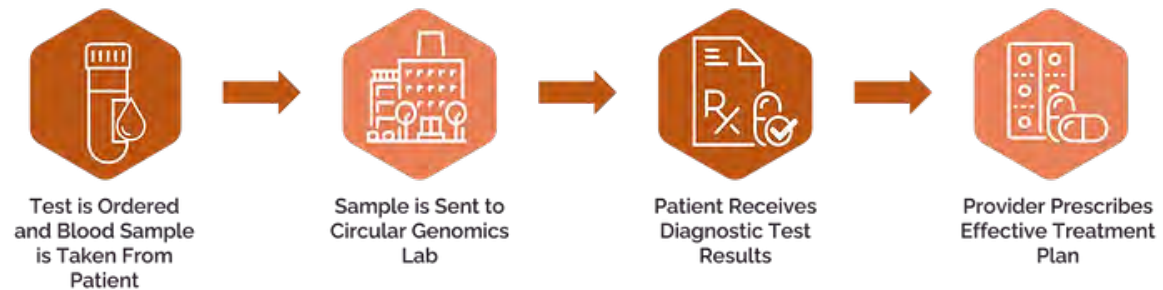 Test is Ordered
and Blood Sample
is Taken From
Patient
Sample is Sent to
Circular Genomics
Lab
Rx
Patient Receives
Diagnostic Test
Results
Provider Prescribes
Effective Treatment
Plan